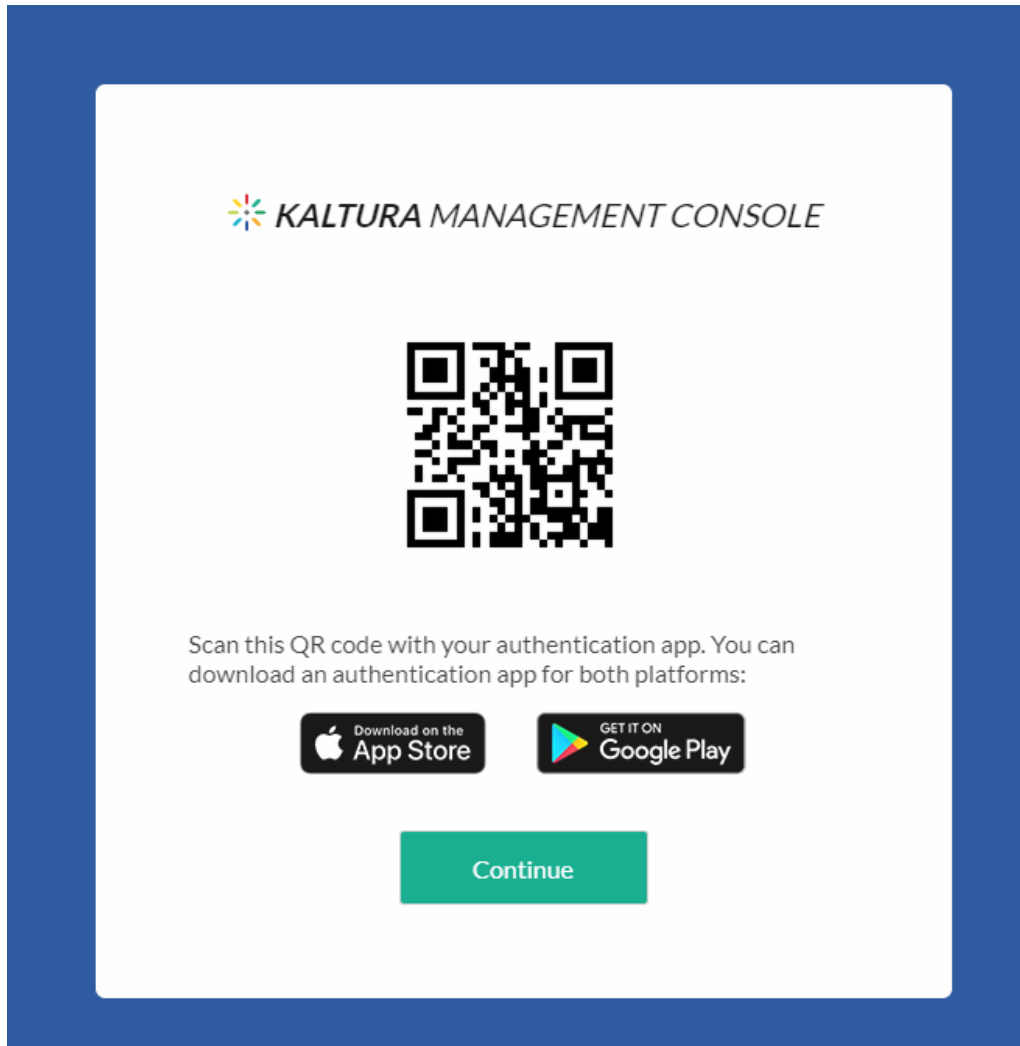 KALTURA MANAGEMENT CONSOLE
Scan this QR code with your authentication app. You can
download an authentication app for both platforms:
Download on the
App Store
GET IT ON
Google Play
Continue